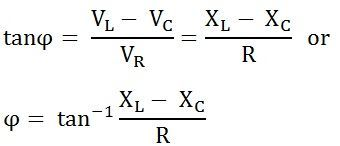 tanφ = (V_L − V_C)/V_R = (X_L − X_C)/R or
φ = tan⁻¹ (X_L − X_C)/R